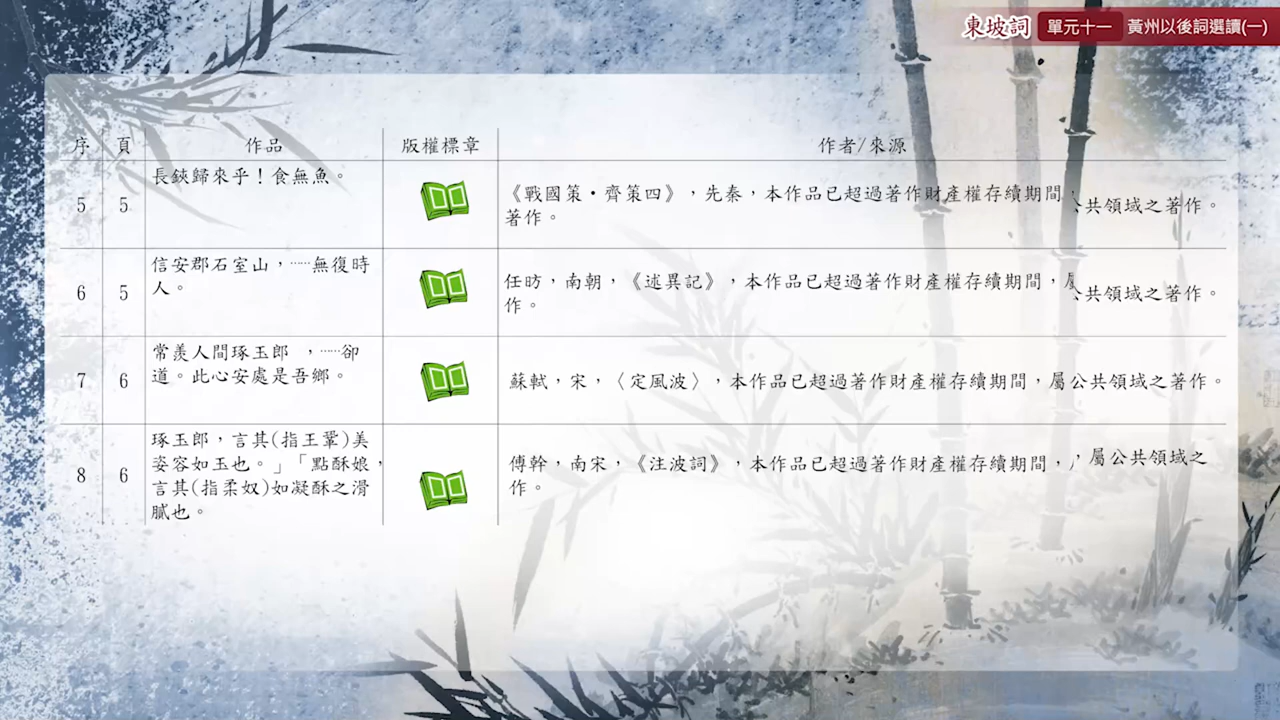 東坡詞 單元十一 黃州以後詞選讀(一)
序 頁 作品 版權標章 作者/來源
長鋏歸來乎！食無魚。
5 5
《戰國策‧齊策四》，先秦，本作品已超過著作財產權存續期間，
共領域之著作。
著作。
信安郡石室山，……無復時
人。
6 5
任昉，南朝，《述異記》，本作品已超過著作財產權存續期間，
共領域之著作。
作。
常羨人間琢玉郎 ，……卻
道。此心安處是吾鄉。
7 6
蘇軾，宋，〈定風波〉，本作品已超過著作財產權存續期間，屬公共領域之著作。
琢玉郎，言其(指王鞏)美
姿容如玉也。」「點酥娘，
言其(指柔奴)如凝酥之滑
膩也。
8 6
傅幹，南宋，《注波詞》，本作品已超過著作財產權存續期間，
，屬公共領域之
作。